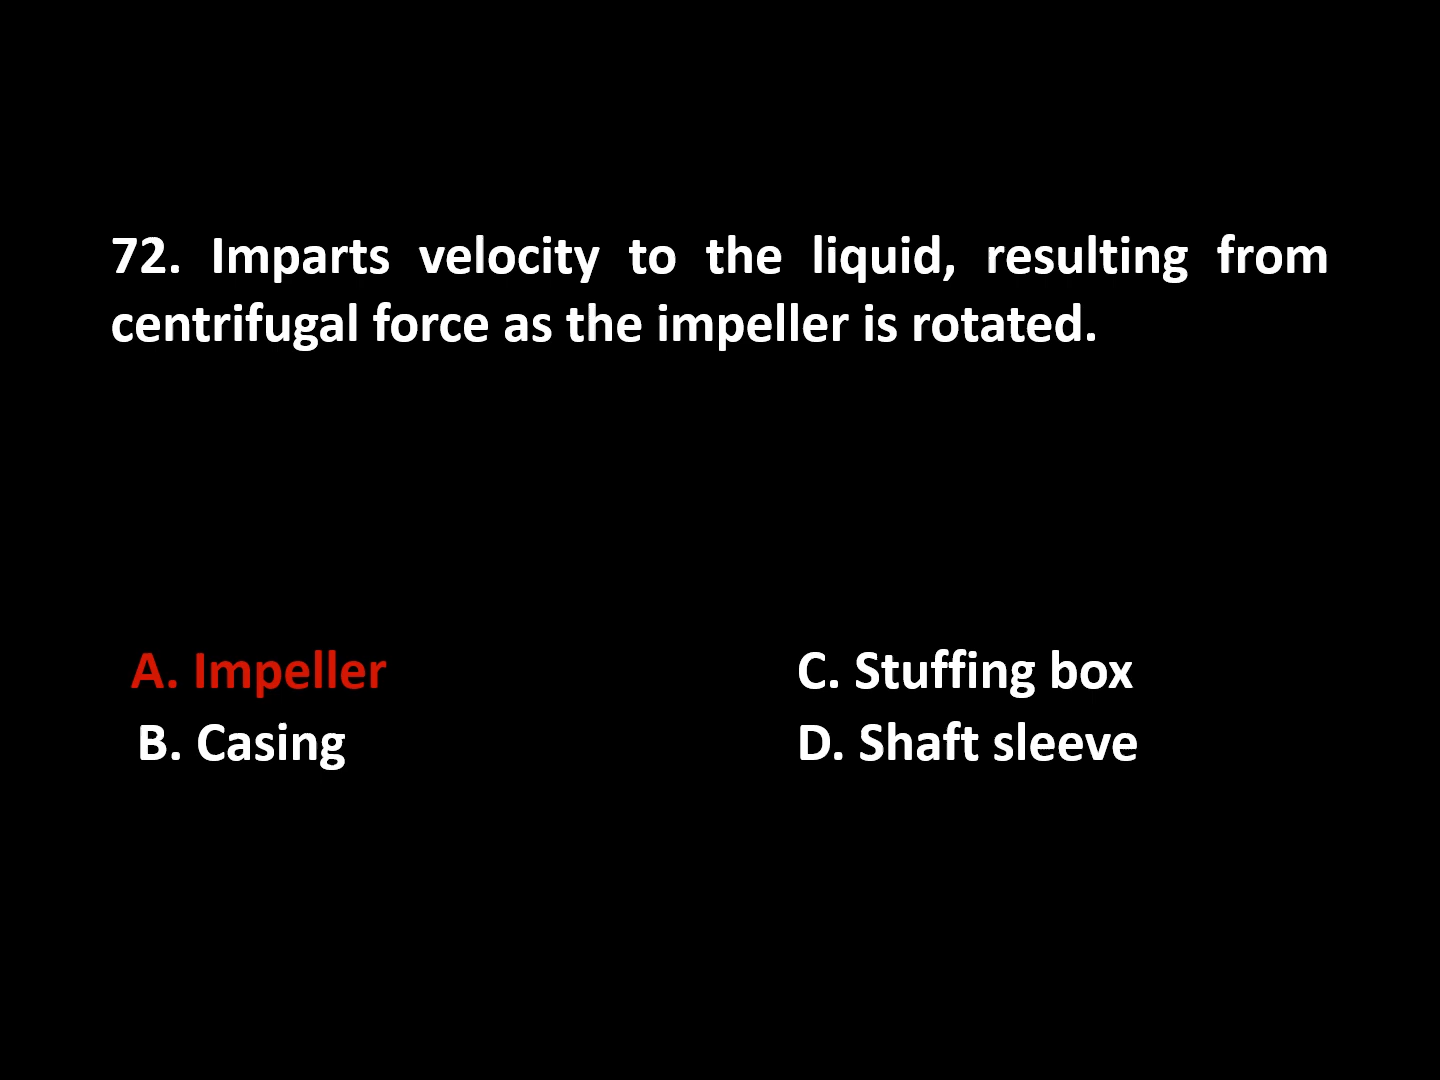 72. Imparts velocity to the liquid, resulting from
centrifugal force as the impeller is rotated.
A. Impeller
B. Casing
C. Stuffing box
D. Shaft sleeve